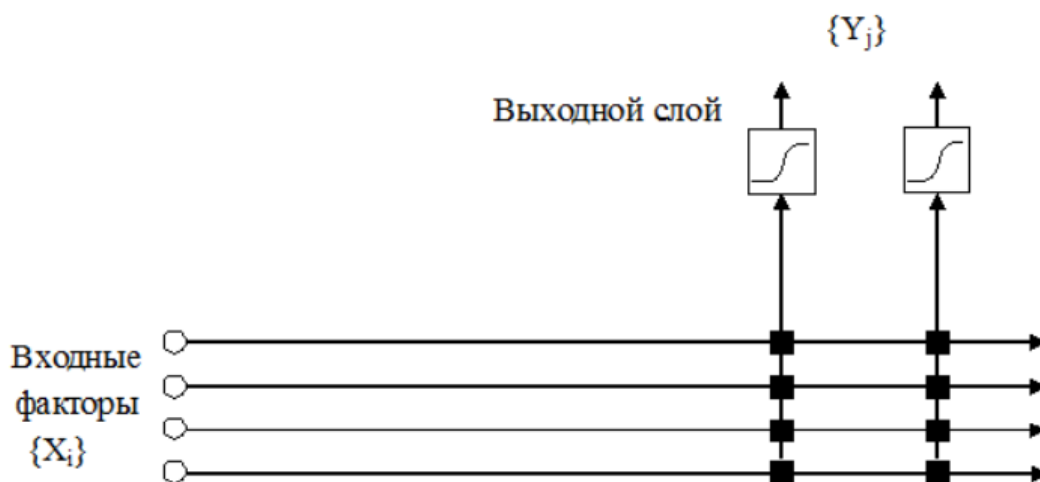 {Yj}
Выходной слой
Входные
факторы
{Xi}